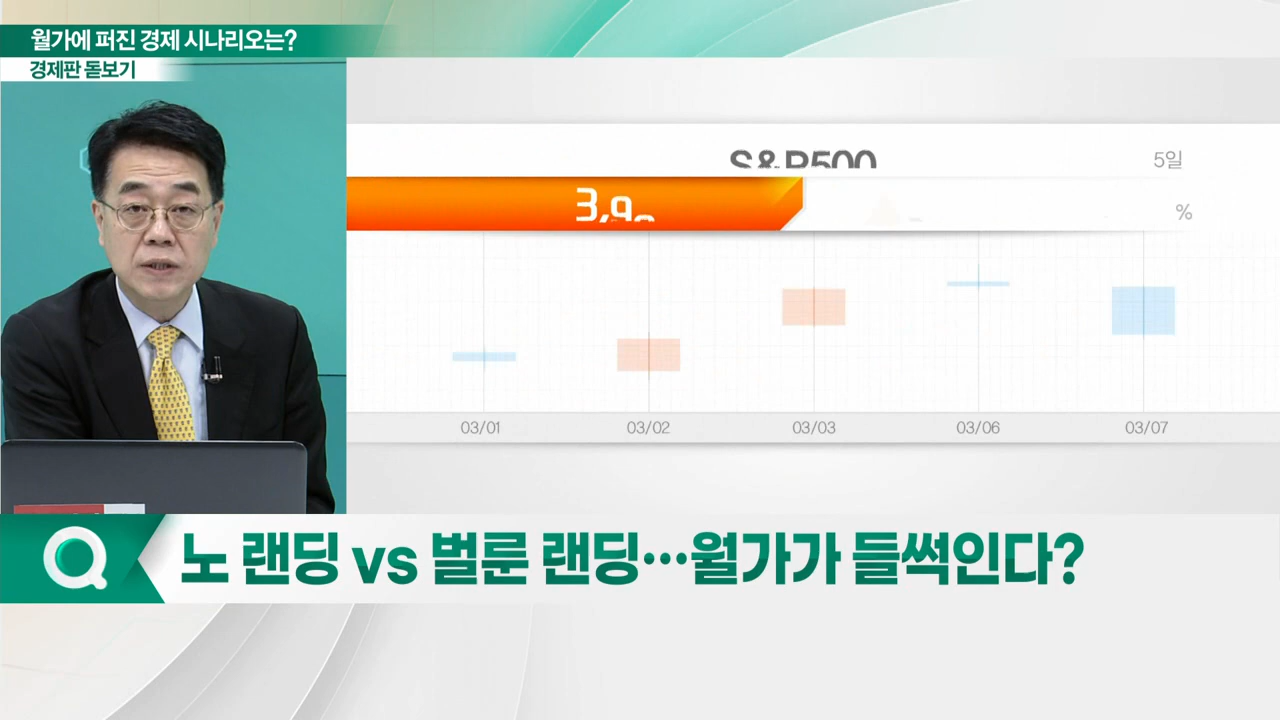 월가에 퍼진 경제 시나리오는?
경제판 돋보기
S&P500
5일
%
03/01
03/02
03/03
03/06
03/07
노 랜딩 vs 벌룬 랜딩…월가가 들썩인다?